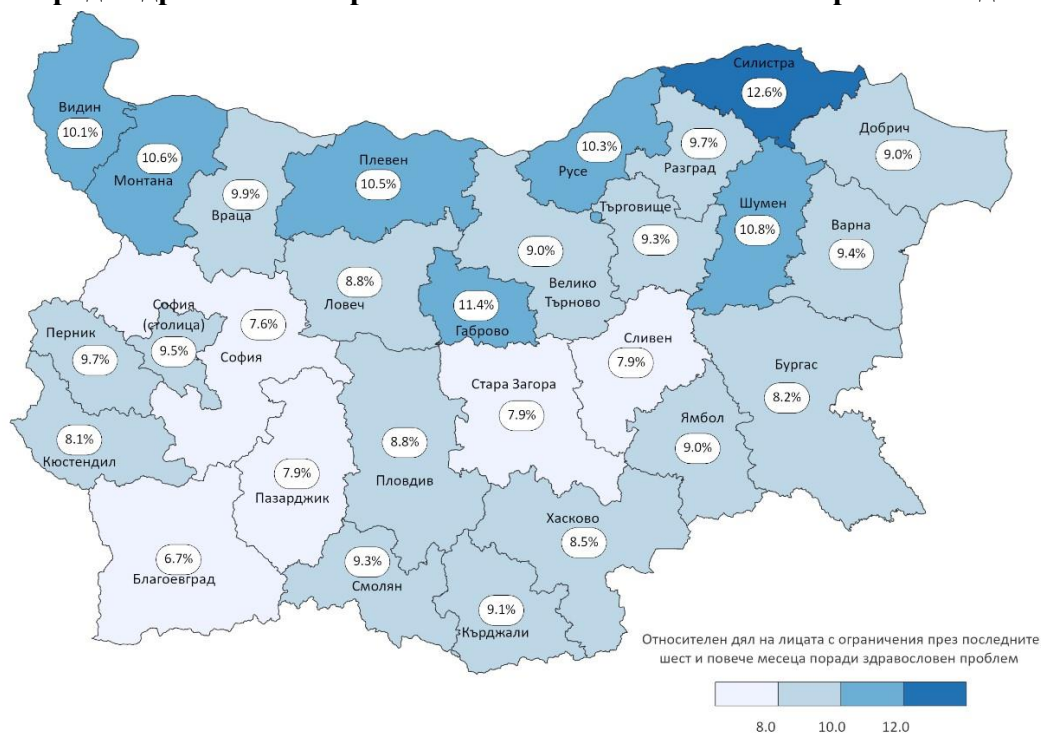 Силистра
12.6%
Видин
10.1%
Добрич
9.0%
10.3%
Русе
9.7%
Разград
10.6%
Монтана
Плевен
10.5%
9.9%
Враца
Шумен
10.8%
Търговище
9.3%
Варна
9.4%
9.0%
Велико
Търново
8.8%
Ловеч
11.4%
Габрово
София
(столица)
9.5%
7.6%
София
Перник
9.7%
Сливен
7.9%
Бургас
8.2%
Стара Загора
7.9%
Ямбол
9.0%
8.1%
Кюстендил
8.8%
Пловдив
7.9%
Пазарджик
Хасково
8.5%
6.7%
Благоевград
9.3%
Смолян
9.1%
Кърджали
Относителен дял на лицата с ограничения през последните
шест и повече месеца поради здравословен проблем
8.0 10.0 12.0